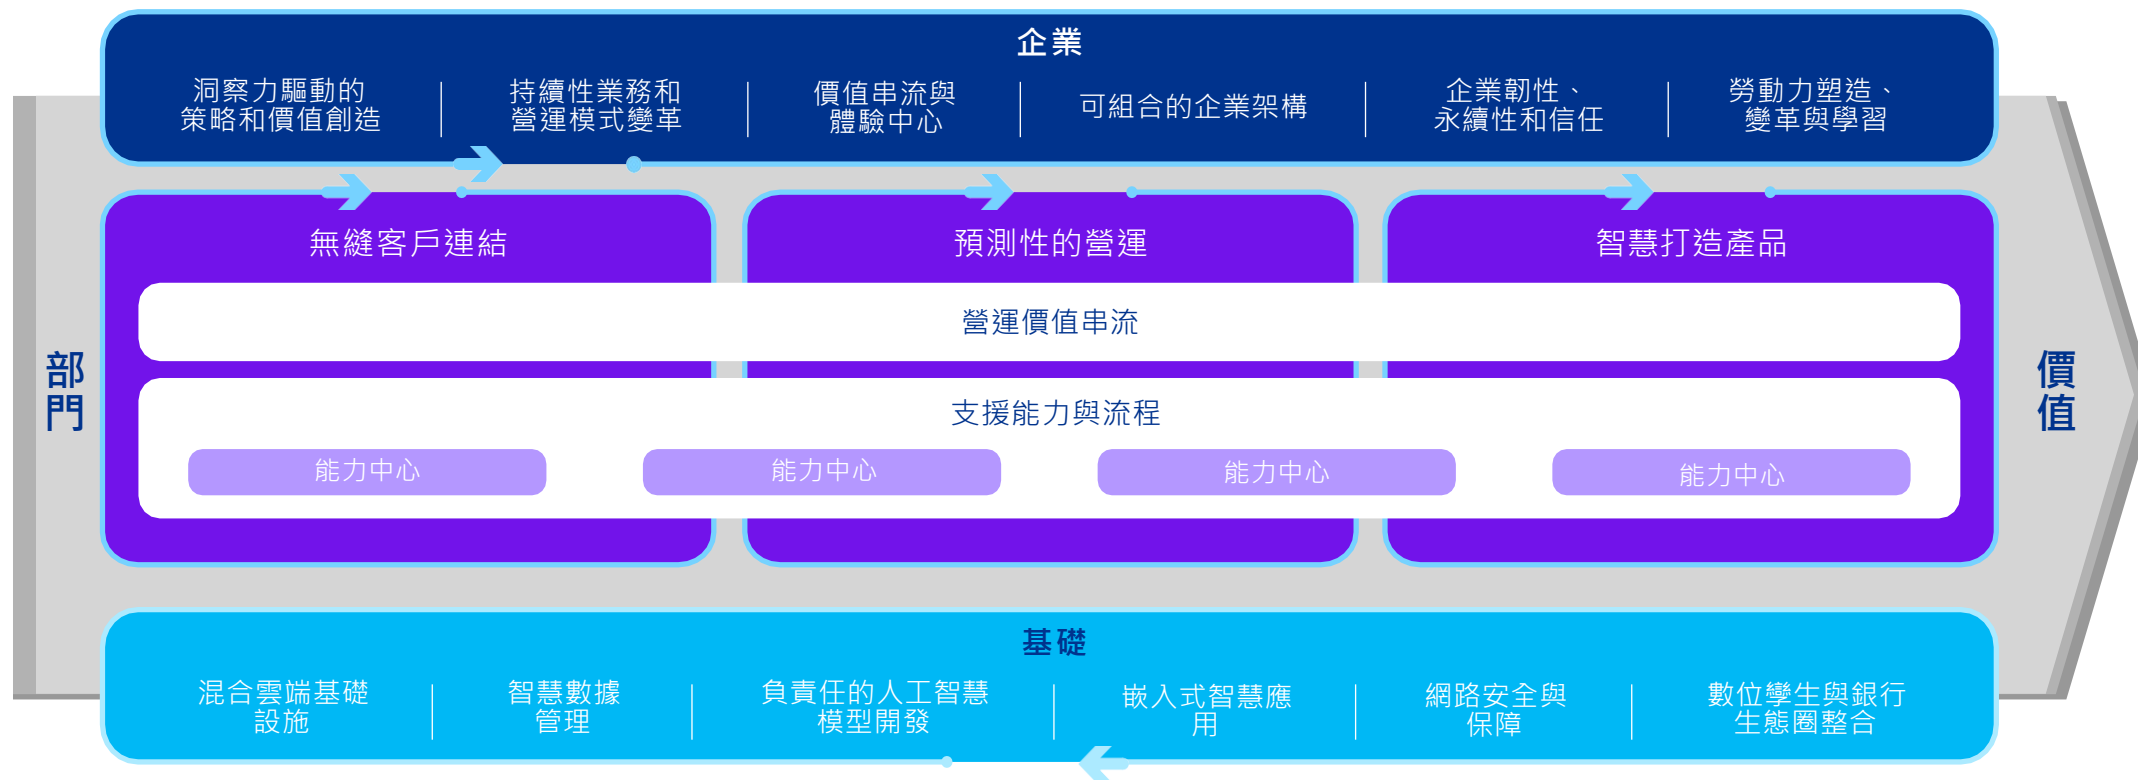 企業
洞察力驅動的
策略和價值創造
持續性業務和
營運模式變革
價值串流與
體驗中心
可組合的企業架構
企業韌性、
永續性和信任
勞動力塑造、
變革與學習
無縫客戶連結
預測性的營運
智慧打造產品
營運價值串流
部
門
價
值
支援能力與流程
能力中心
能力中心
能力中心
能力中心
基礎
混合雲端基礎
設施
智慧數據
管理
負責任的人工智慧
模型開發
嵌入式智慧應
用
網路安全與
保障
數位孿生與銀行
生態圈整合